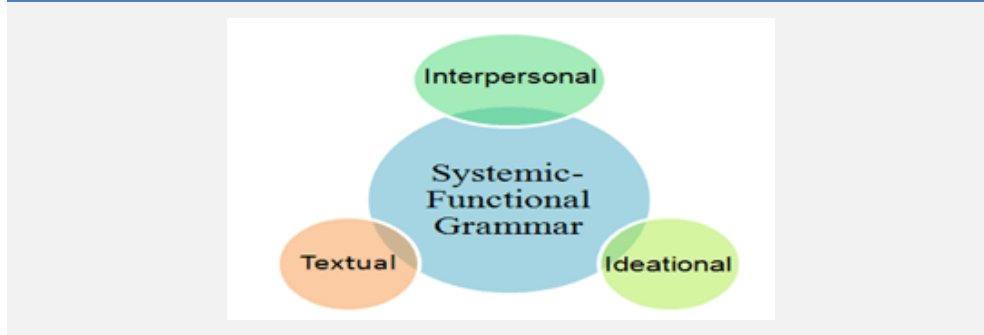 Interpersonal
Systemic-
Functional
Grammar
Textual
Ideational